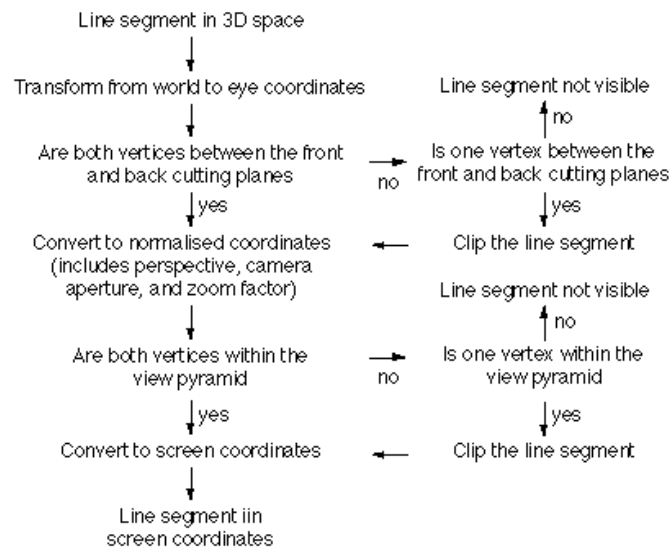 Line segment in 3D space
Transform from world to eye coordinates
Line segment not visible
no
Are both vertices between the front
and back cutting planes
no
Is one vertex between the
front and back cutting planes
yes
yes
Convert to normalised coordinates
(includes perspective, camera
aperture, and zoom factor)
Clip the line segment
Line segment not visible
no
Are both vertices within the
view pyramid
no
Is one vertex within the
view pyramid
yes
yes
Convert to screen coordinates
Clip the line segment
Line segment iin
screen coordinates